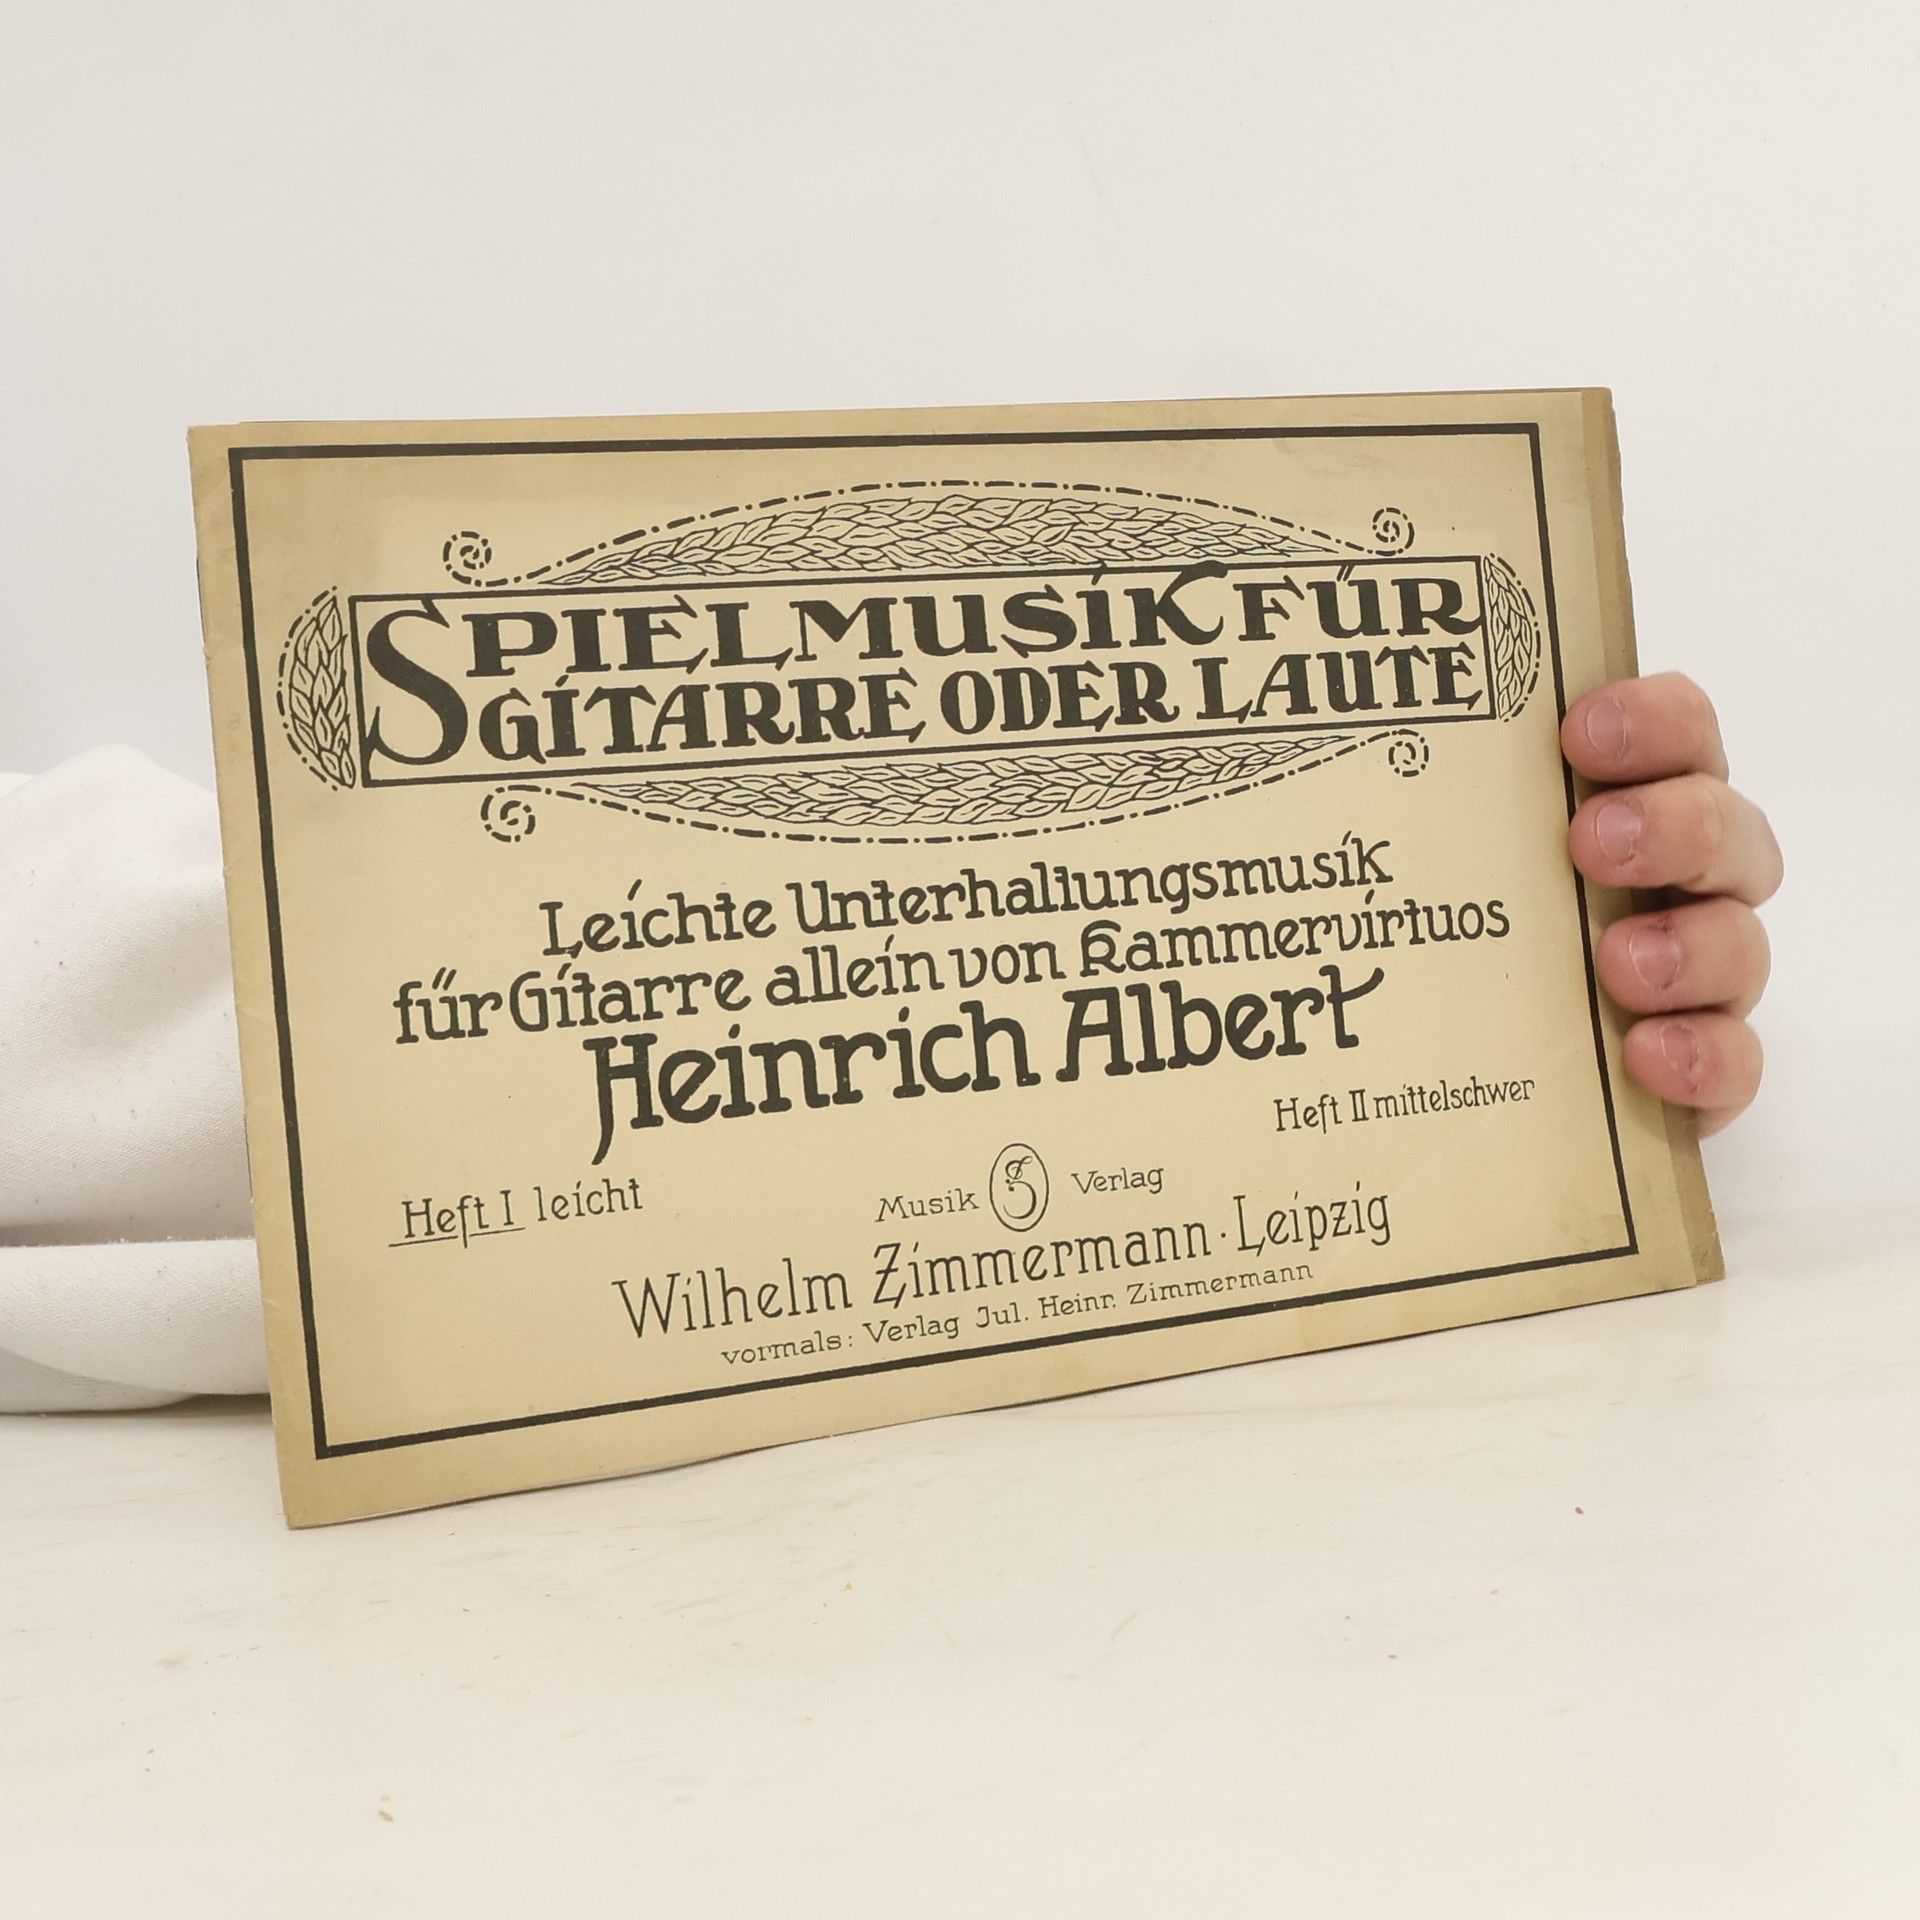 SPIELMUSIK FÜR
GITARRE ODER LAUTE
Leichte Unterhaltungsmusik
für Gitarre allein von Kammervirtuos
Heinrich Albert
Heft I leicht
Heft II mittelschwer
Musik Verlag
Wilhelm Zimmermann · Leipzig
vormals: Verlag Jul. Heinr. Zimmermann